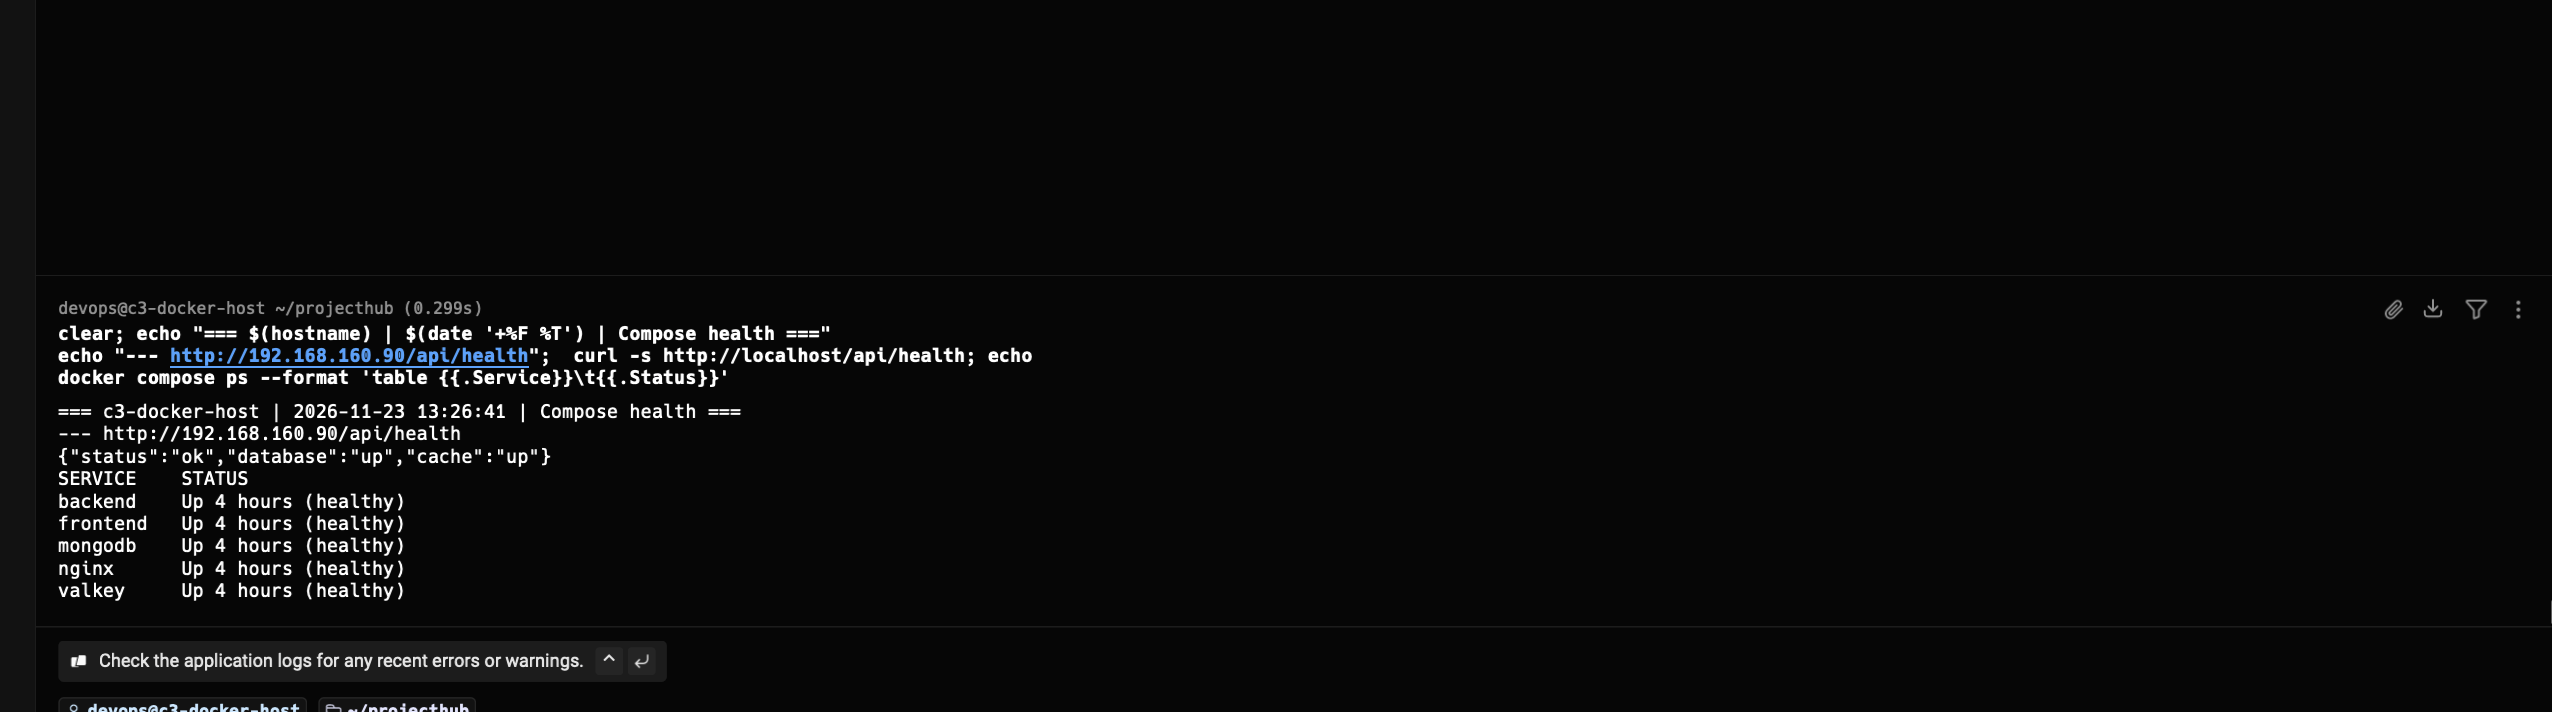 devops@c3-docker-host ~/projecthub (0.299s)
clear; echo "=== $(hostname) | $(date '+%F %T') | Compose health ==="
echo "--- http://192.168.160.90/api/health";  curl -s http://localhost/api/health; echo
docker compose ps --format 'table {{.Service}}\t{{.Status}}'
=== c3-docker-host | 2026-11-23 13:26:41 | Compose health ===
--- http://192.168.160.90/api/health
{"status":"ok","database":"up","cache":"up"}
SERVICE    STATUS
backend    Up 4 hours (healthy)
frontend   Up 4 hours (healthy)
mongodb    Up 4 hours (healthy)
nginx      Up 4 hours (healthy)
valkey     Up 4 hours (healthy)
Check the application logs for any recent errors or warnings.
devops@c3-docker-host ~/projecthub